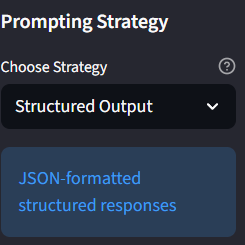 Prompting Strategy
Choose Strategy
Structured Output
JSON-formatted
structured responses